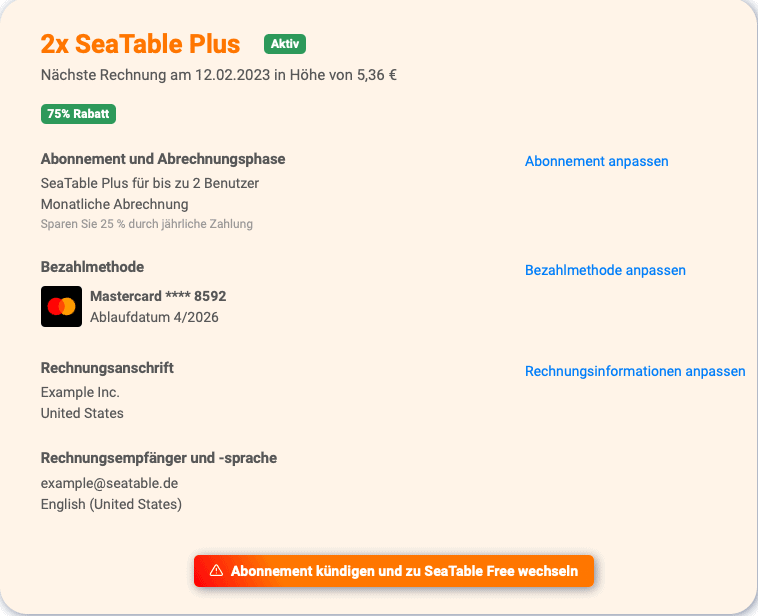 2x SeaTable Plus Aktiv
Nächste Rechnung am 12.02.2023 in Höhe von 5,36 €
75% Rabatt
Abonnement und Abrechnungsphase
Abonnement anpassen
SeaTable Plus für bis zu 2 Benutzer
Monatliche Abrechnung
Sparen Sie 25 % durch jährliche Zahlung
Bezahlmethode
Bezahlmethode anpassen
Mastercard **** 8592
Ablaufdatum 4/2026
Rechnungsanschrift
Rechnungsinformationen anpassen
Example Inc.
United States
Rechnungsempfänger und -sprache
example@seatable.de
English (United States)
Abonnement kündigen und zu SeaTable Free wechseln